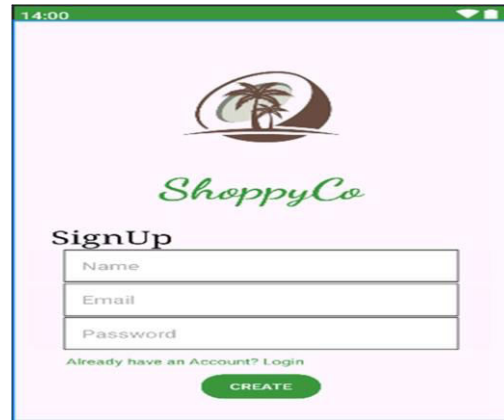 14:00
ShoppyCo
SignUp
Name
Email
Password
Already have an Account? Login
CREATE